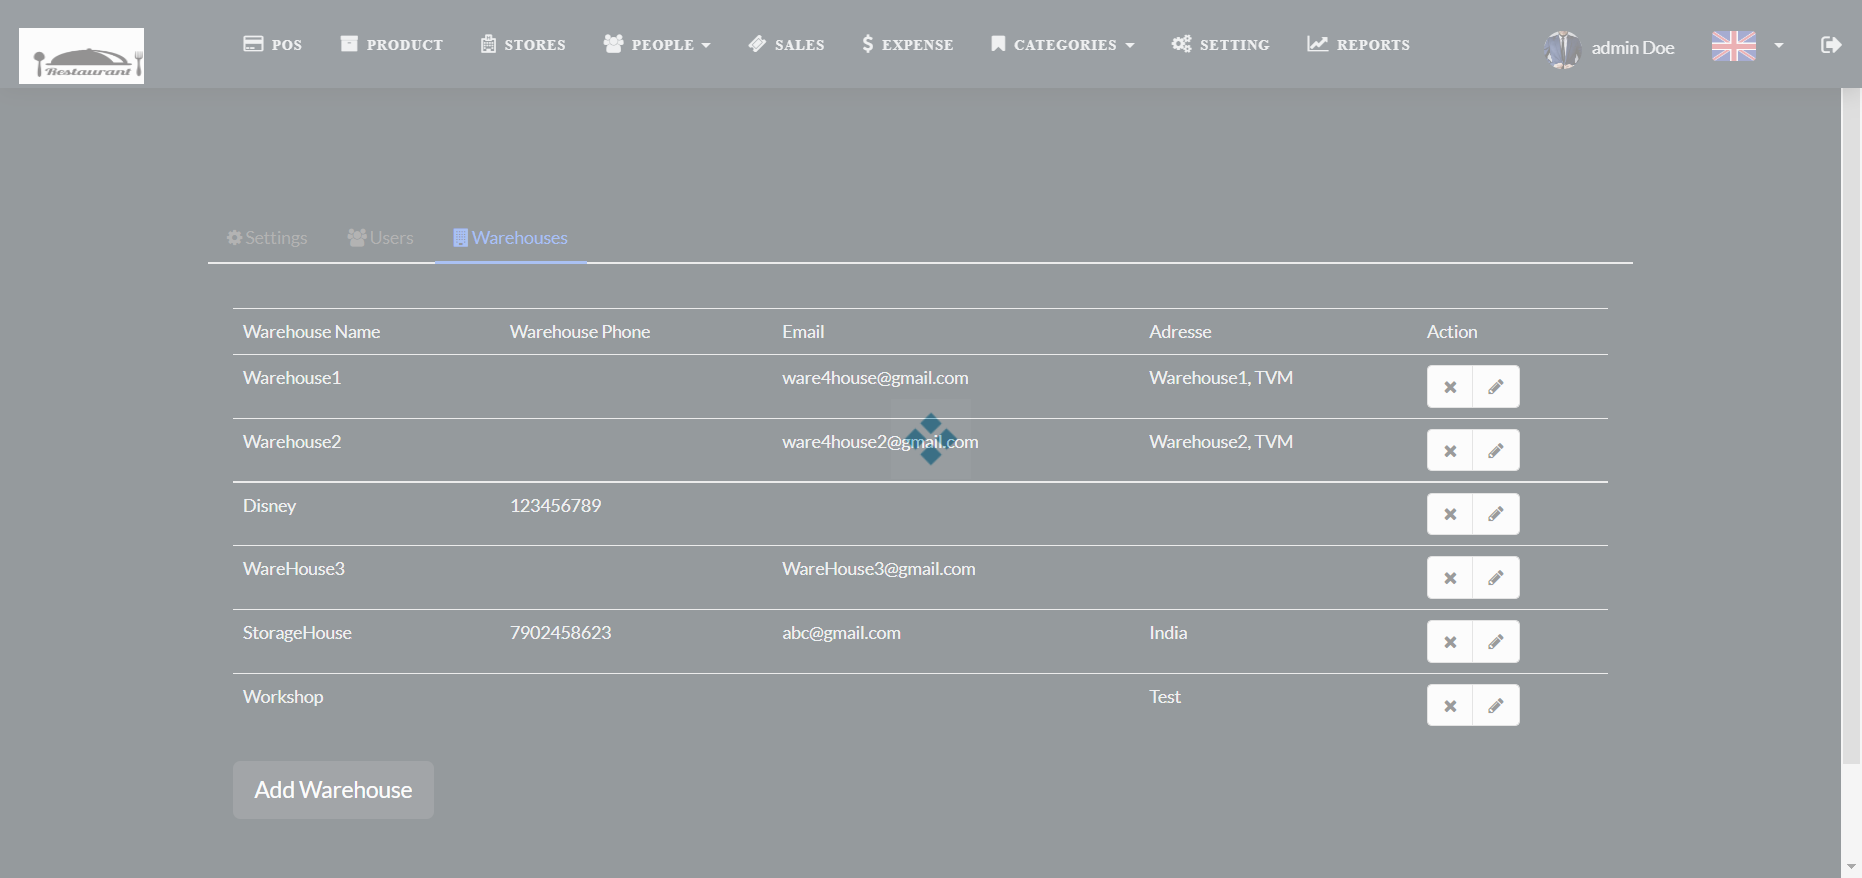 Restaurant
POS PRODUCT STORES PEOPLE SALES EXPENSE CATEGORIES SETTING REPORTS admin Doe
Settings Users Warehouses
Warehouse Name Warehouse Phone Email Adresse Action
Warehouse1 ware4house@gmail.com Warehouse1, TVM
Warehouse2 ware4house2@gmail.com Warehouse2, TVM
Disney 123456789
WareHouse3 WareHouse3@gmail.com
StorageHouse 7902458623 abc@gmail.com India
Workshop Test
Add Warehouse